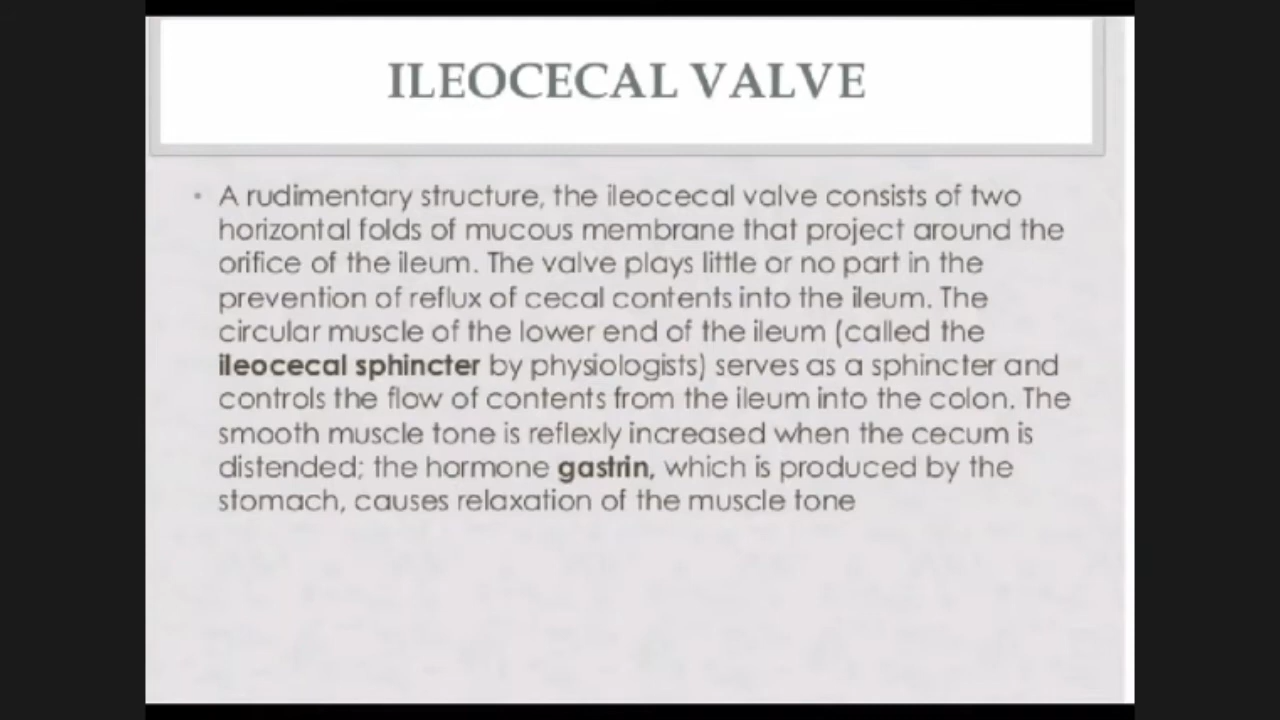 ILEOCECAL VALVE
• A rudimentary structure, the ileocecal valve consists of two
horizontal folds of mucous membrane that project around the
orifice of the ileum. The valve plays little or no part in the
prevention of reflux of cecal contents into the ileum. The
circular muscle of the lower end of the ileum (called the
ileocecal sphincter by physiologists) serves as a sphincter and
controls the flow of contents from the ileum into the colon. The
smooth muscle tone is reflexly increased when the cecum is
distended; the hormone gastrin, which is produced by the
stomach, causes relaxation of the muscle tone